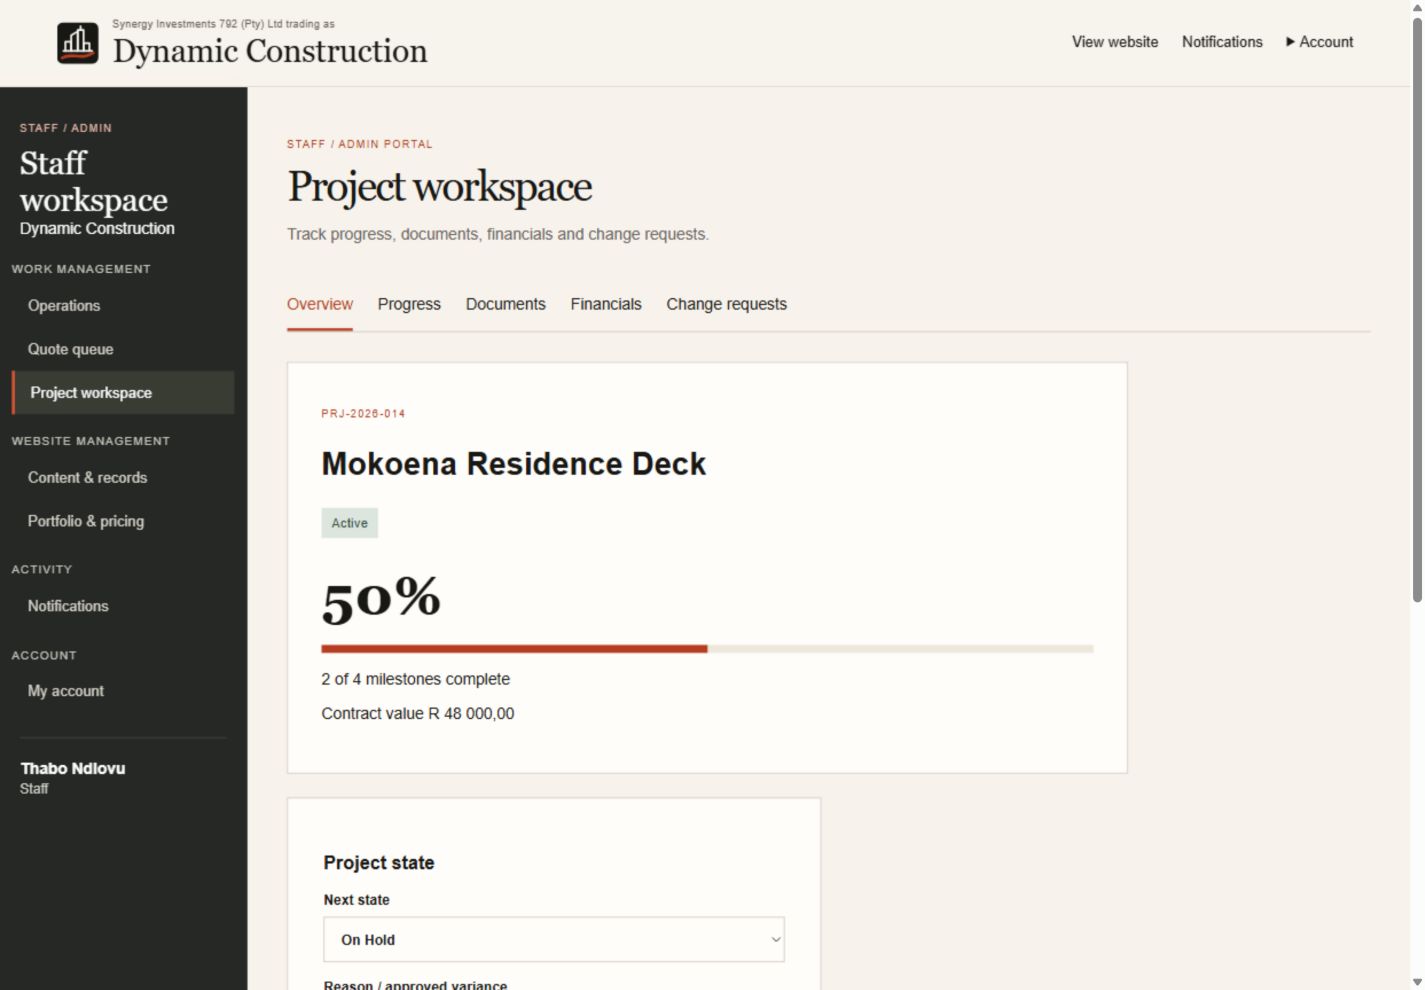 Synergy Investments 792 (Pty) Ltd trading as
Dynamic Construction
View website
Notifications
Account
STAFF / ADMIN
Staff
workspace
Dynamic Construction
WORK MANAGEMENT
Operations
Quote queue
Project workspace
WEBSITE MANAGEMENT
Content & records
Portfolio & pricing
ACTIVITY
Notifications
ACCOUNT
My account
Thabo Ndlovu
Staff
STAFF / ADMIN PORTAL
Project workspace
Track progress, documents, financials and change requests.
Overview
Progress
Documents
Financials
Change requests
PRJ-2026-014
Mokoena Residence Deck
Active
50%
2 of 4 milestones complete
Contract value R 48 000,00
Project state
Next state
On Hold
Reason / approved variance